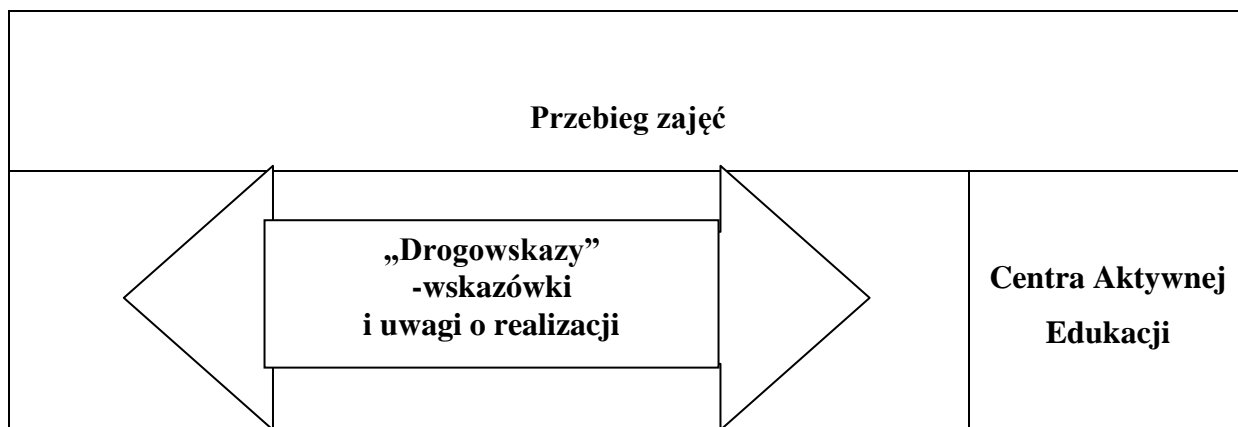 Przebieg zajęć
„Drogowskazy”
-wskazówki
i uwagi o realizacji
Centra Aktywnej
Edukacji